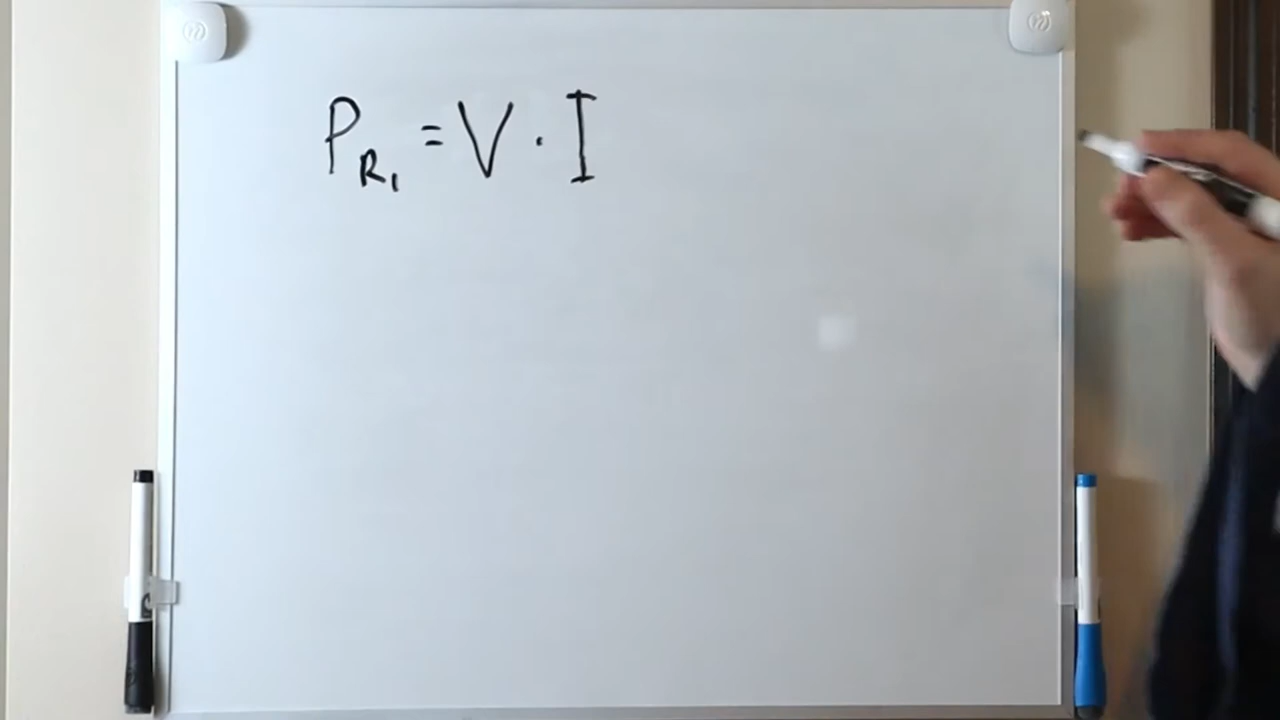 P_R₁ = V · I